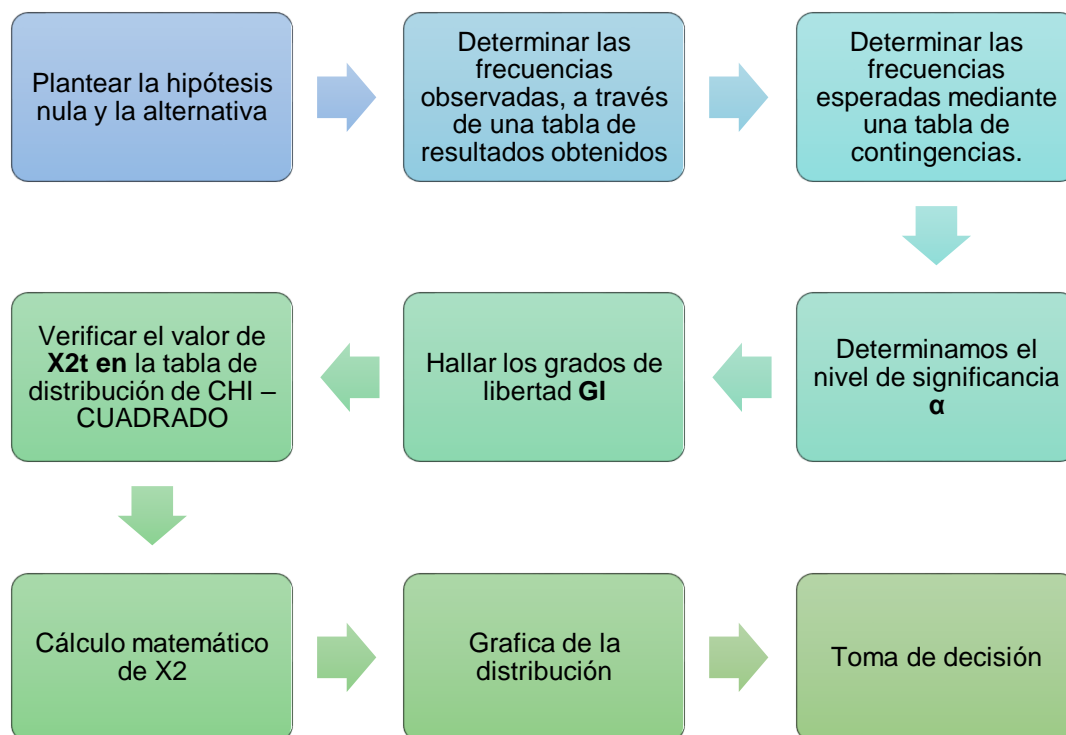 Plantear la hipótesis
nula y la alternativa
Determinar las
frecuencias
observadas, a través
de una tabla de
resultados obtenidos
Determinar las
frecuencias
esperadas mediante
una tabla de
contingencias.
Determinamos el
nivel de significancia
α
Hallar los grados de
libertad Gl
Verificar el valor de
X2t en la tabla de
distribución de CHI –
CUADRADO
Cálculo matemático
de X2
Grafica de la
distribución
Toma de decisión